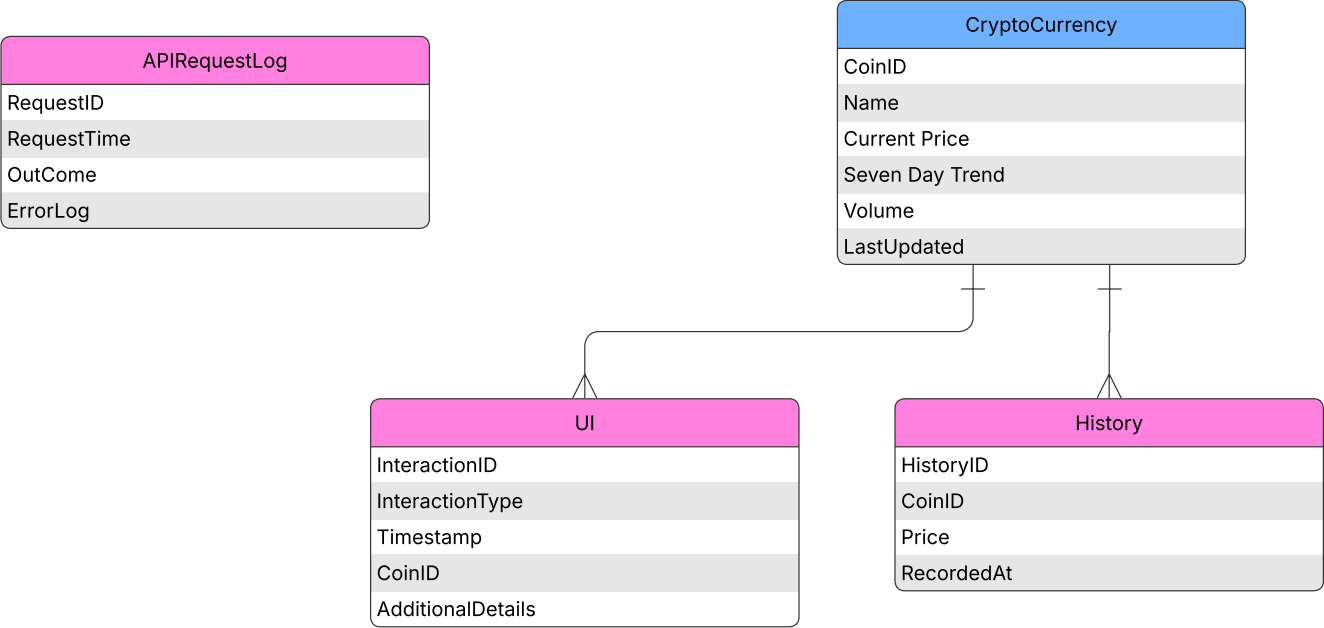 APIRequestLog
RequestID
RequestTime
OutCome
ErrorLog
CryptoCurrency
CoinID
Name
Current Price
Seven Day Trend
Volume
LastUpdated
UI
InteractionID
InteractionType
Timestamp
CoinID
AdditionalDetails
History
HistoryID
CoinID
Price
RecordedAt